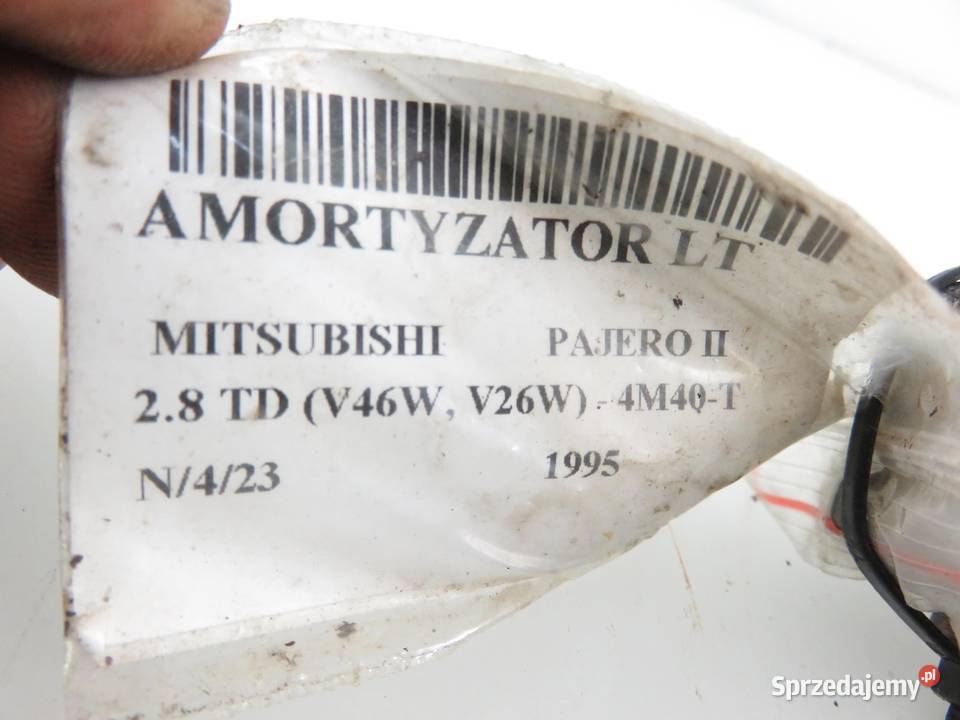 AMORTYZATOR LT
MITSUBISHI PAJERO II
2.8 TD (V46W, V26W) - 4M40-T
N/4/23 1995
Sprzedajemy.pl